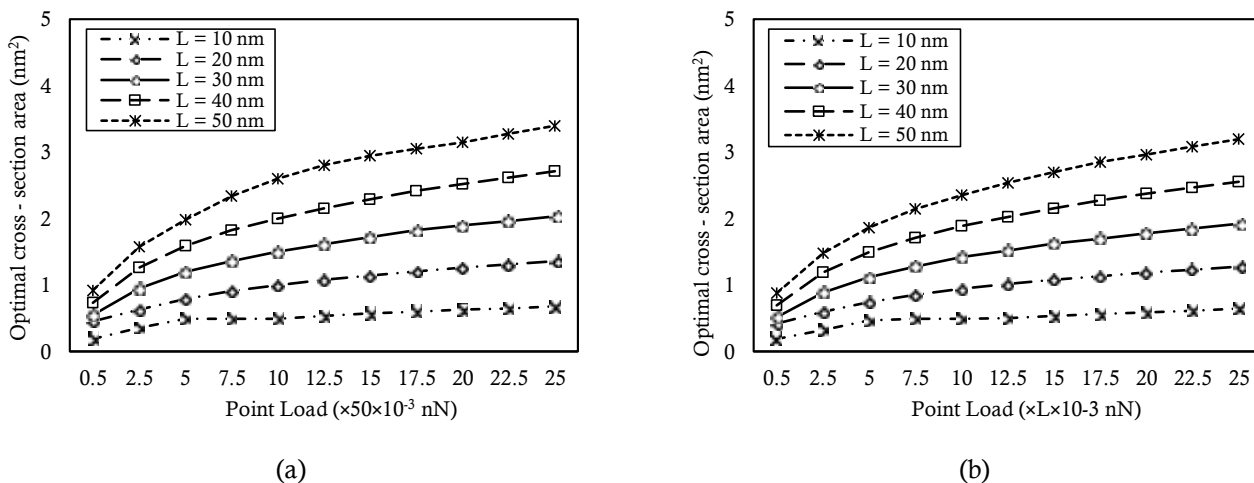 5
4
3
2
1
0
Optimal cross - section area (nm²)
L = 10 nm
L = 20 nm
L = 30 nm
L = 40 nm
L = 50 nm
0.5 2.5 5 7.5 10 12.5 15 17.5 20 22.5 25
Point Load (×50×10⁻³ nN)
(a)
5
4
3
2
1
0
Optimal cross - section area (nm²)
L = 10 nm
L = 20 nm
L = 30 nm
L = 40 nm
L = 50 nm
0.5 2.5 5 7.5 10 12.5 15 17.5 20 22.5 25
Point Load (×L×10-3 nN)
(b)